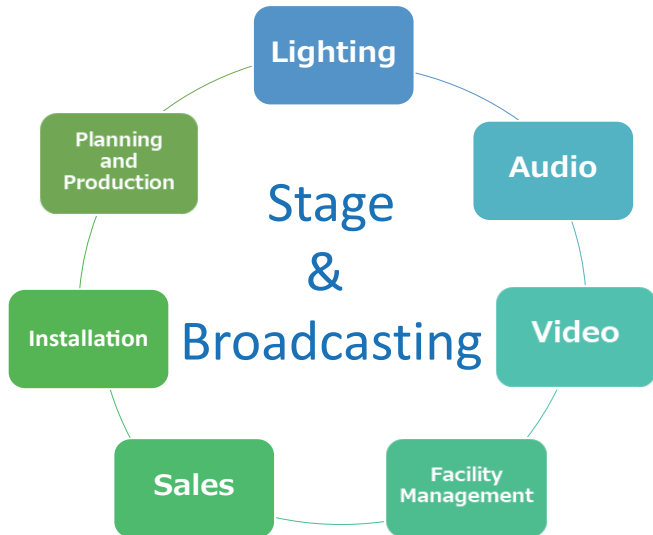 Lighting
Audio
Video
Facility
Management
Sales
Installation
Planning
and
Production
Stage
&
Broadcasting